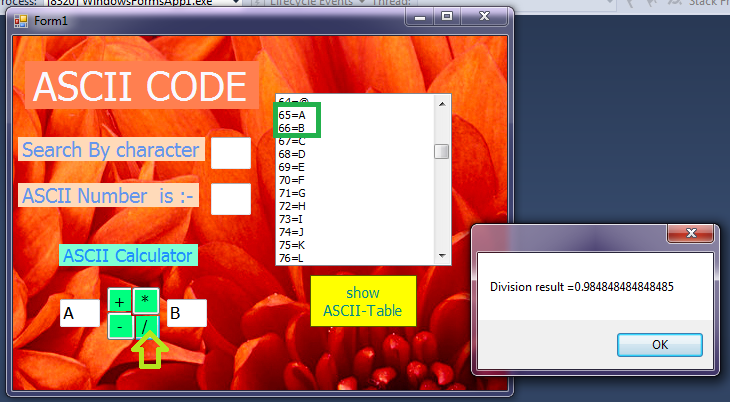 rocess: [8320] WindowsFormsApp1.exe Lifecycle Events Thread: Stack F
Form1
ASCII CODE
64=@
65=A
66=B
67=C
68=D
69=E
70=F
71=G
72=H
73=I
74=J
75=K
76=L
Search By character
ASCII Number is :-
ASCII Calculator
A
+ *
- /
B
show
ASCII-Table
Division result =0.984848484848485
OK